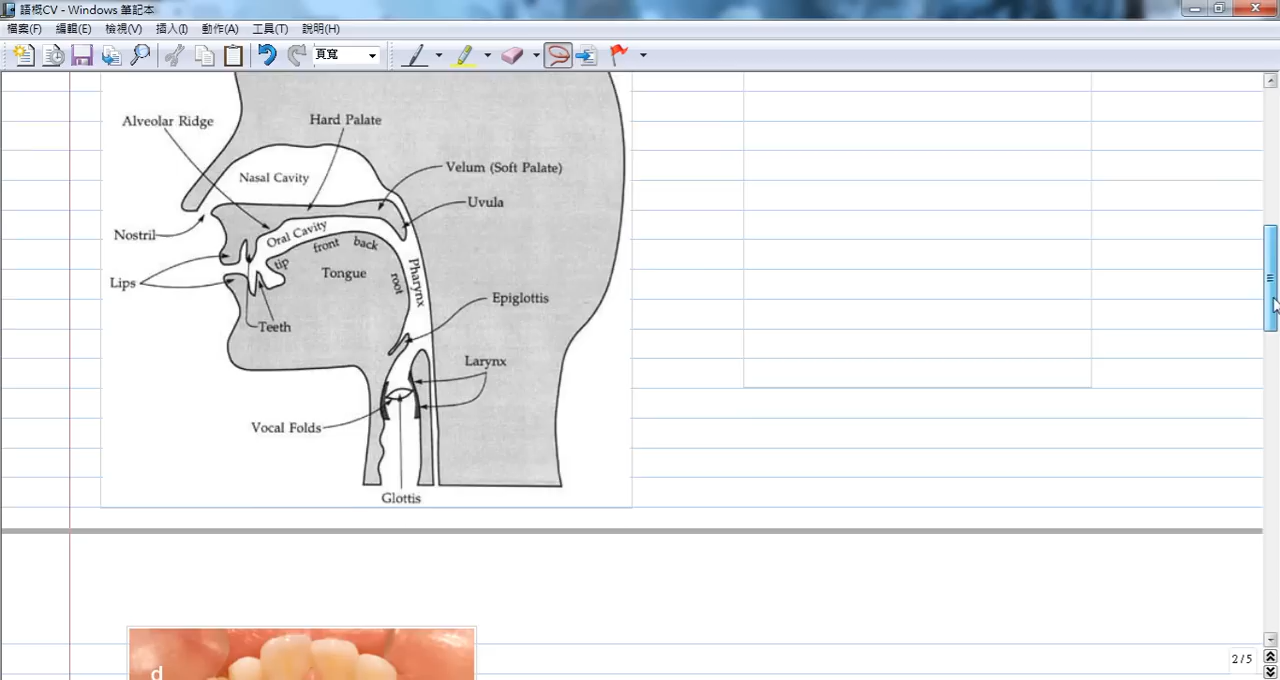 語概CV - Windows 筆記本
檔案(F) 編輯(E) 檢視(V) 插入(I) 動作(A) 工具(T) 說明(H)
頁寬
Alveolar Ridge
Hard Palate
Nasal Cavity
Velum (Soft Palate)
Uvula
Nostril
Oral Cavity
front
back
tip
Tongue
root
Pharynx
Lips
Epiglottis
Teeth
Larynx
Vocal Folds
Glottis
2/5
d